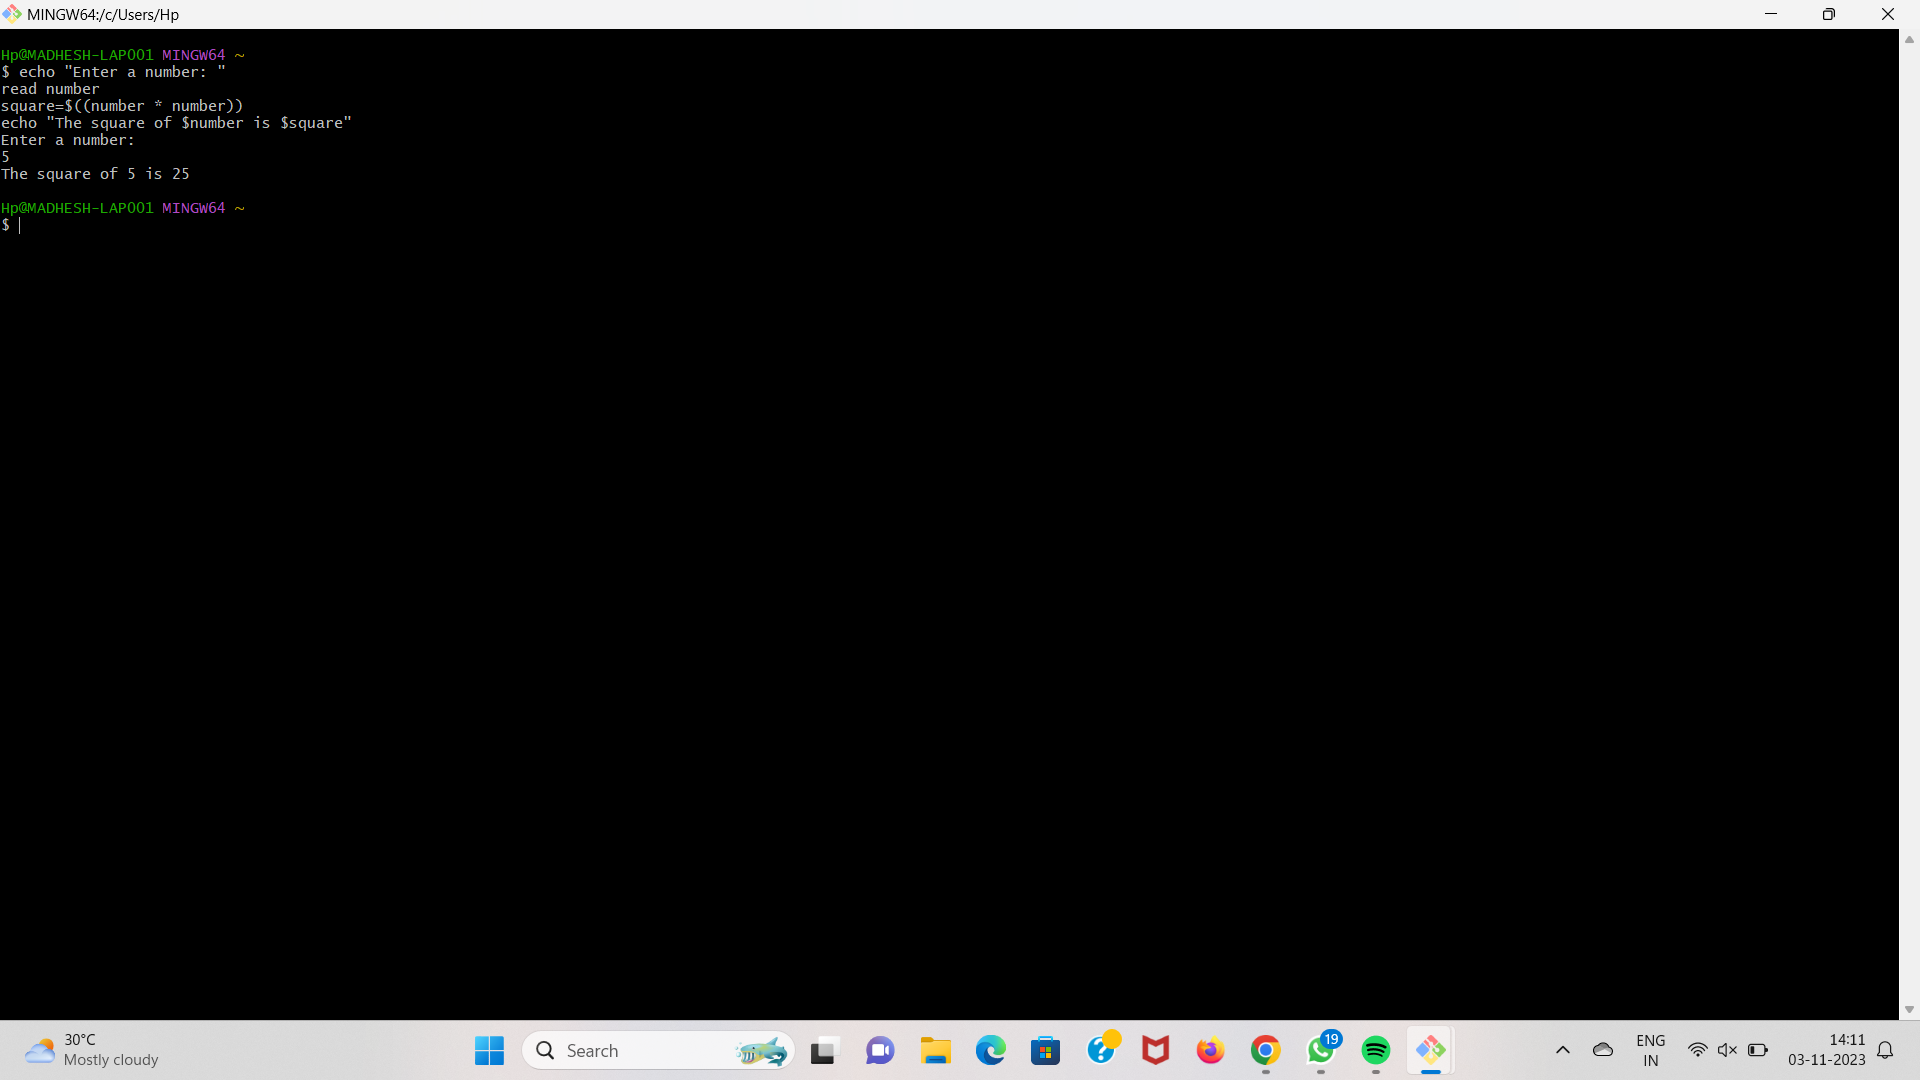 MINGW64:/c/Users/Hp
Hp@MADHESH-LAP001 MINGW64 ~
$ echo "Enter a number: "
read number
square=$((number * number))
echo "The square of $number is $square"
Enter a number:
5
The square of 5 is 25
Hp@MADHESH-LAP001 MINGW64 ~
$
30°C
Mostly cloudy
Search
19
ENG
IN
14:11
03-11-2023